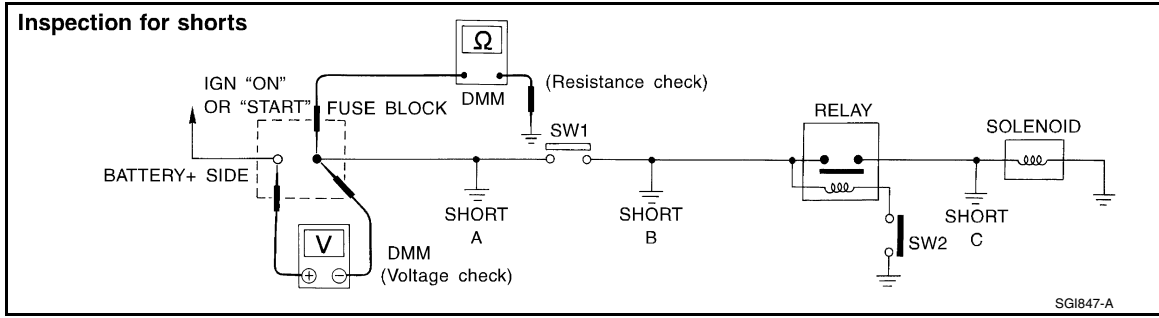 Inspection for shorts
Ω
IGN "ON"
OR "START"
FUSE BLOCK
DMM
(Resistance check)
SW1
RELAY
SOLENOID
BATTERY+ SIDE
SHORT
A
SHORT
B
SHORT
C
SW2
V
+ −
DMM
(Voltage check)
SGI847-A